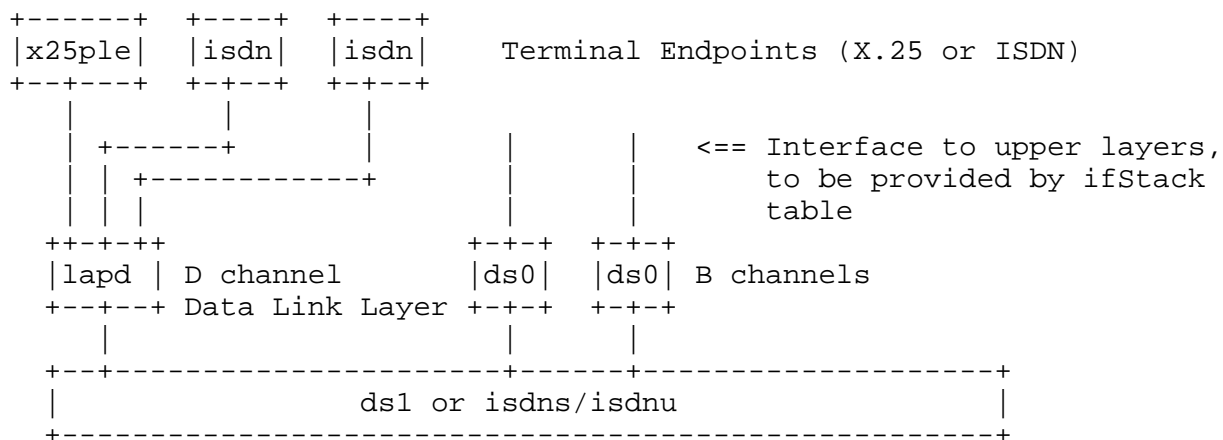 x25ple isdn isdn Terminal Endpoints (X.25 or ISDN)
<== Interface to upper layers,
to be provided by ifStack
table
lapd D channel ds0 ds0 B channels
Data Link Layer
ds1 or isdns/isdnu